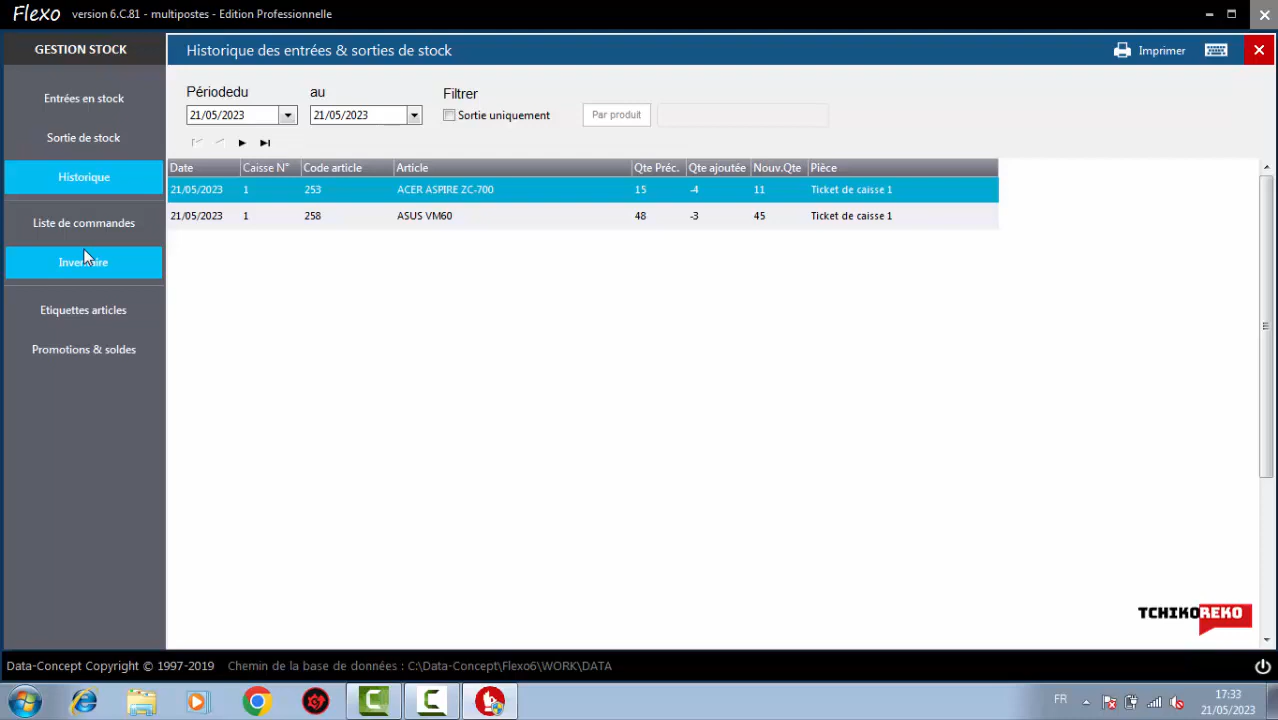 Flexo version 6.C.81 - multipostes - Edition Professionnelle
GESTION STOCK
Entrées en stock
Sortie de stock
Historique
Liste de commandes
Inventaire
Etiquettes articles
Promotions & soldes
Historique des entrées & sorties de stock
Imprimer
Périodedu au Filtrer
21/05/2023 21/05/2023 Sortie uniquement Par produit
Date Caisse N° Code article Article Qte Préc. Qte ajoutée Nouv.Qte Pièce
21/05/2023 1 253 ACER ASPIRE ZC-700 15 -4 11 Ticket de caisse 1
21/05/2023 1 258 ASUS VM60 48 -3 45 Ticket de caisse 1
TCHIKOREKO
Data-Concept Copyright © 1997-2019 Chemin de la base de données : C:\Data-Concept\Flexo6\WORK\DATA
FR
17:33
21/05/2023